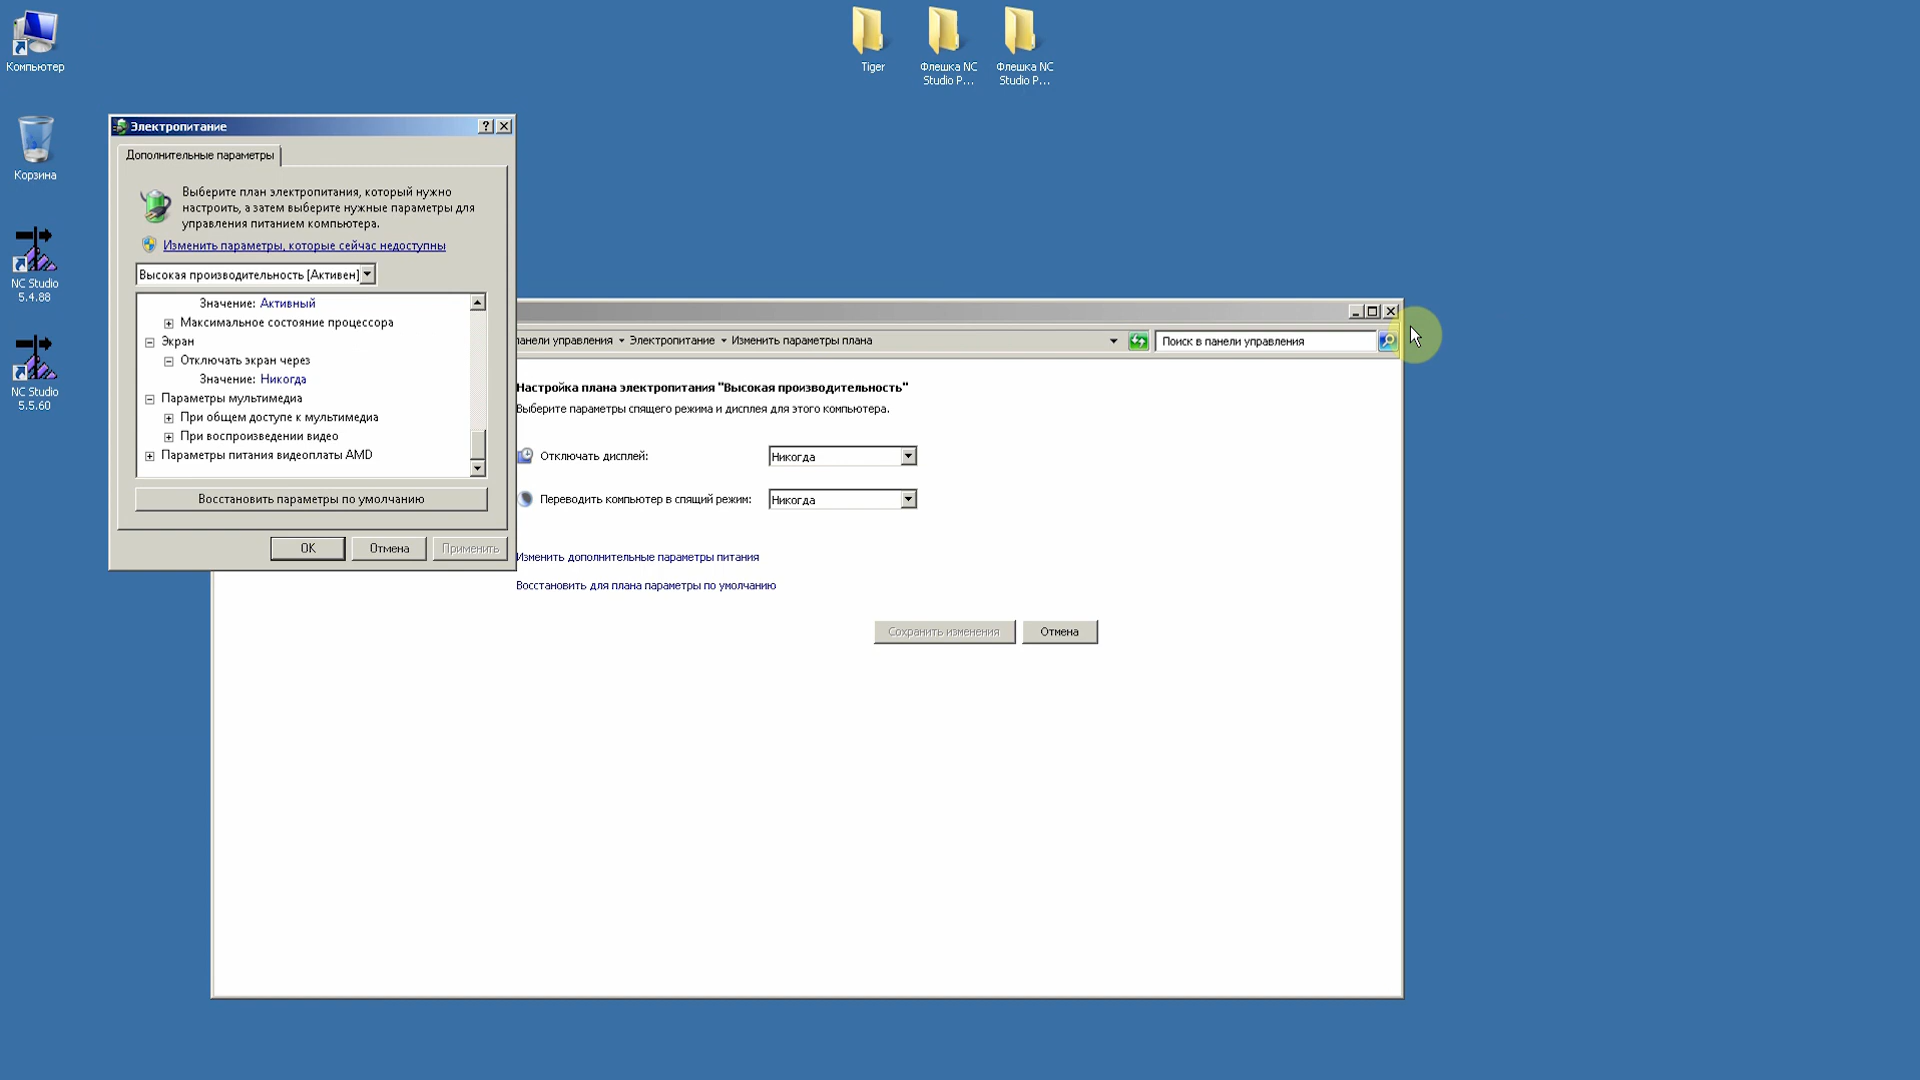 Компьютер
Корзина
NC Studio
5.4.88
NC Studio
5.5.60
Tiger
Флешка NC
Studio P...
Флешка NC
Studio P...
Электропитание
Дополнительные параметры
Выберите план электропитания, который нужно
настроить, а затем выберите нужные параметры для
управления питанием компьютера.
Изменить параметры, которые сейчас недоступны
Высокая производительность [Активен]
Значение: Активный
Максимальное состояние процессора
Экран
Отключать экран через
Значение: Никогда
Параметры мультимедиа
При общем доступе к мультимедиа
При воспроизведении видео
Параметры питания видеоплаты AMD
Восстановить параметры по умолчанию
ОК
Отмена
Применить
анели управления Электропитание Изменить параметры плана
Поиск в панели управления
Настройка плана электропитания "Высокая производительность"
Выберите параметры спящего режима и дисплея для этого компьютера.
Отключать дисплей: Никогда
Переводить компьютер в спящий режим: Никогда
Изменить дополнительные параметры питания
Восстановить для плана параметры по умолчанию
Сохранить изменения
Отмена